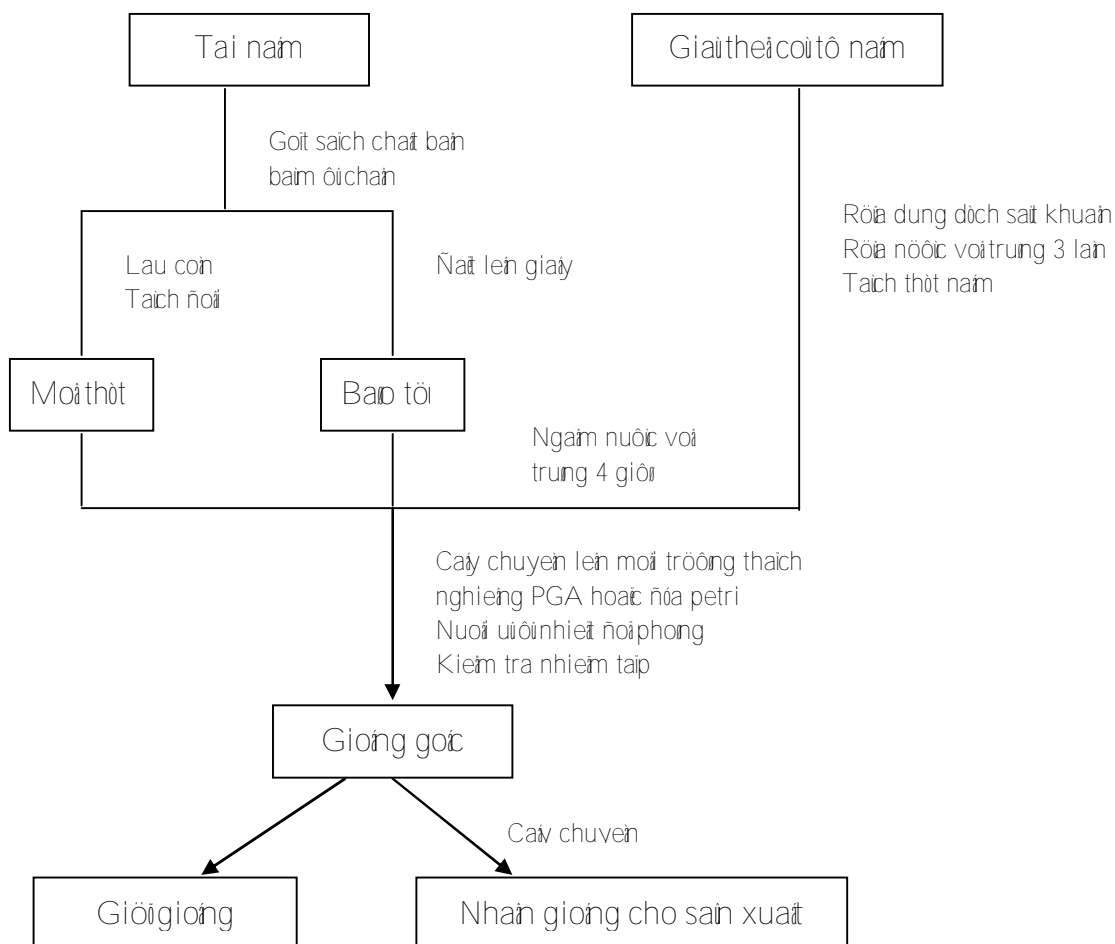 Tai naám
Giaù theå coù tô naám
Goït saïch chaát baån
baùm ôû chaân
Röûa dung dòch saùt khuaån
Röûa nöôùc voâ truøng 3 laàn
Taùch thòt naám
Lau coàn
Taùch ñoâi
Ñaët leân giaáy
Moâ thòt
Baøo töû
Ngaâm nuôùc voâ
truøng 4 giôø
Caáy chuyeàn leân moâi tröôøng thaïch
nghieâng PGA hoaëc ñóa petri
Nuoâi uû ôû nhieät ñoä phoøng
Kieåm tra nhieãm taïp
Gioáng goác
Caáy chuyeàn
Giöõ gioáng
Nhaân gioáng cho saûn xuaát